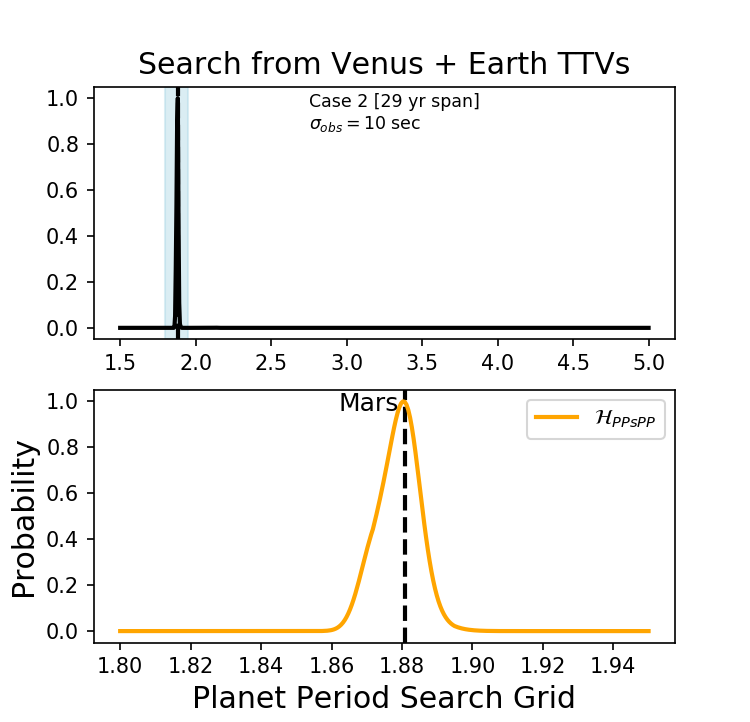 Search from Venus + Earth TTVs
Case 2 [29 yr span]
σ_obs = 10 sec
1.0
0.8
0.6
0.4
0.2
0.0
1.5 2.0 2.5 3.0 3.5 4.0 4.5 5.0
Mars
ℋ_PPsPP
1.0
0.8
0.6
0.4
0.2
0.0
Probability
1.80 1.82 1.84 1.86 1.88 1.90 1.92 1.94
Planet Period Search Grid